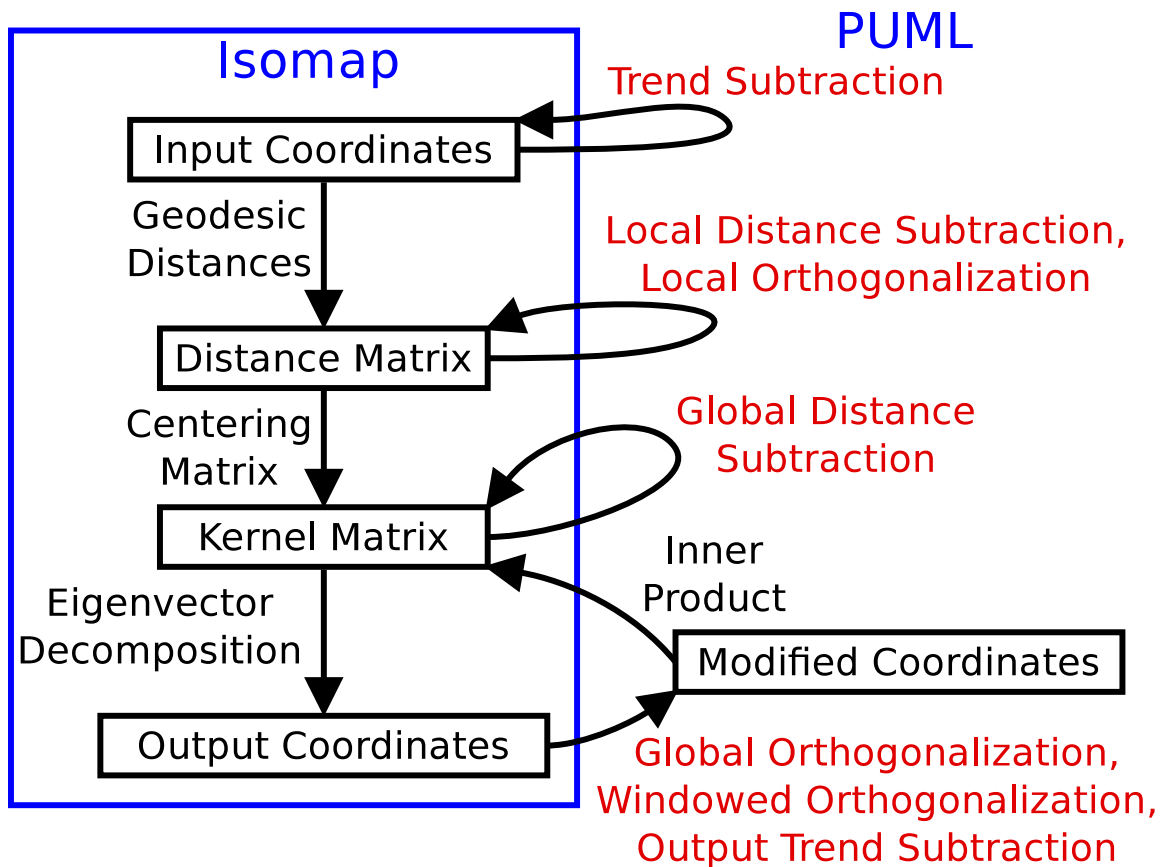 PUML
Isomap
Trend Subtraction
Input Coordinates
Geodesic
Distances
Local Distance Subtraction,
Local Orthogonalization
Distance Matrix
Centering
Matrix
Global Distance
Subtraction
Kernel Matrix
Inner
Product
Eigenvector
Decomposition
Modified Coordinates
Output Coordinates
Global Orthogonalization,
Windowed Orthogonalization,
Output Trend Subtraction